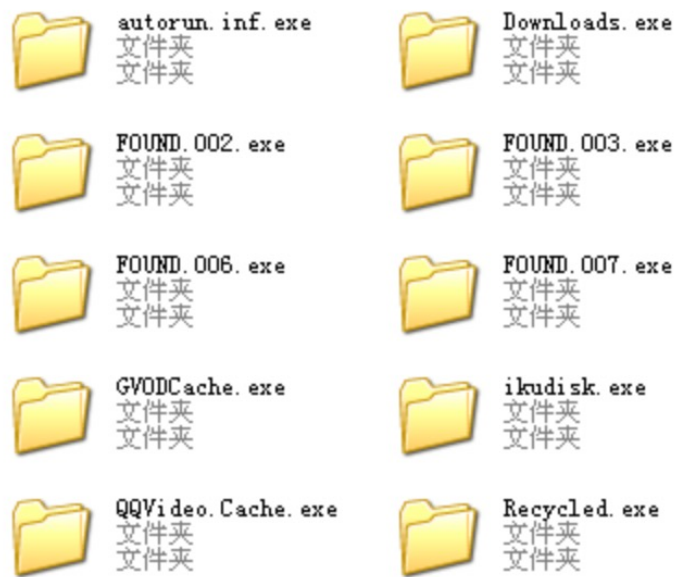 autorun.inf.exe
文件夹
文件夹
Downloads.exe
文件夹
文件夹
FOUND.002.exe
文件夹
文件夹
FOUND.003.exe
文件夹
文件夹
FOUND.006.exe
文件夹
文件夹
FOUND.007.exe
文件夹
文件夹
GVODCache.exe
文件夹
文件夹
ikudisk.exe
文件夹
文件夹
QQVideo.Cache.exe
文件夹
文件夹
Recycled.exe
文件夹
文件夹